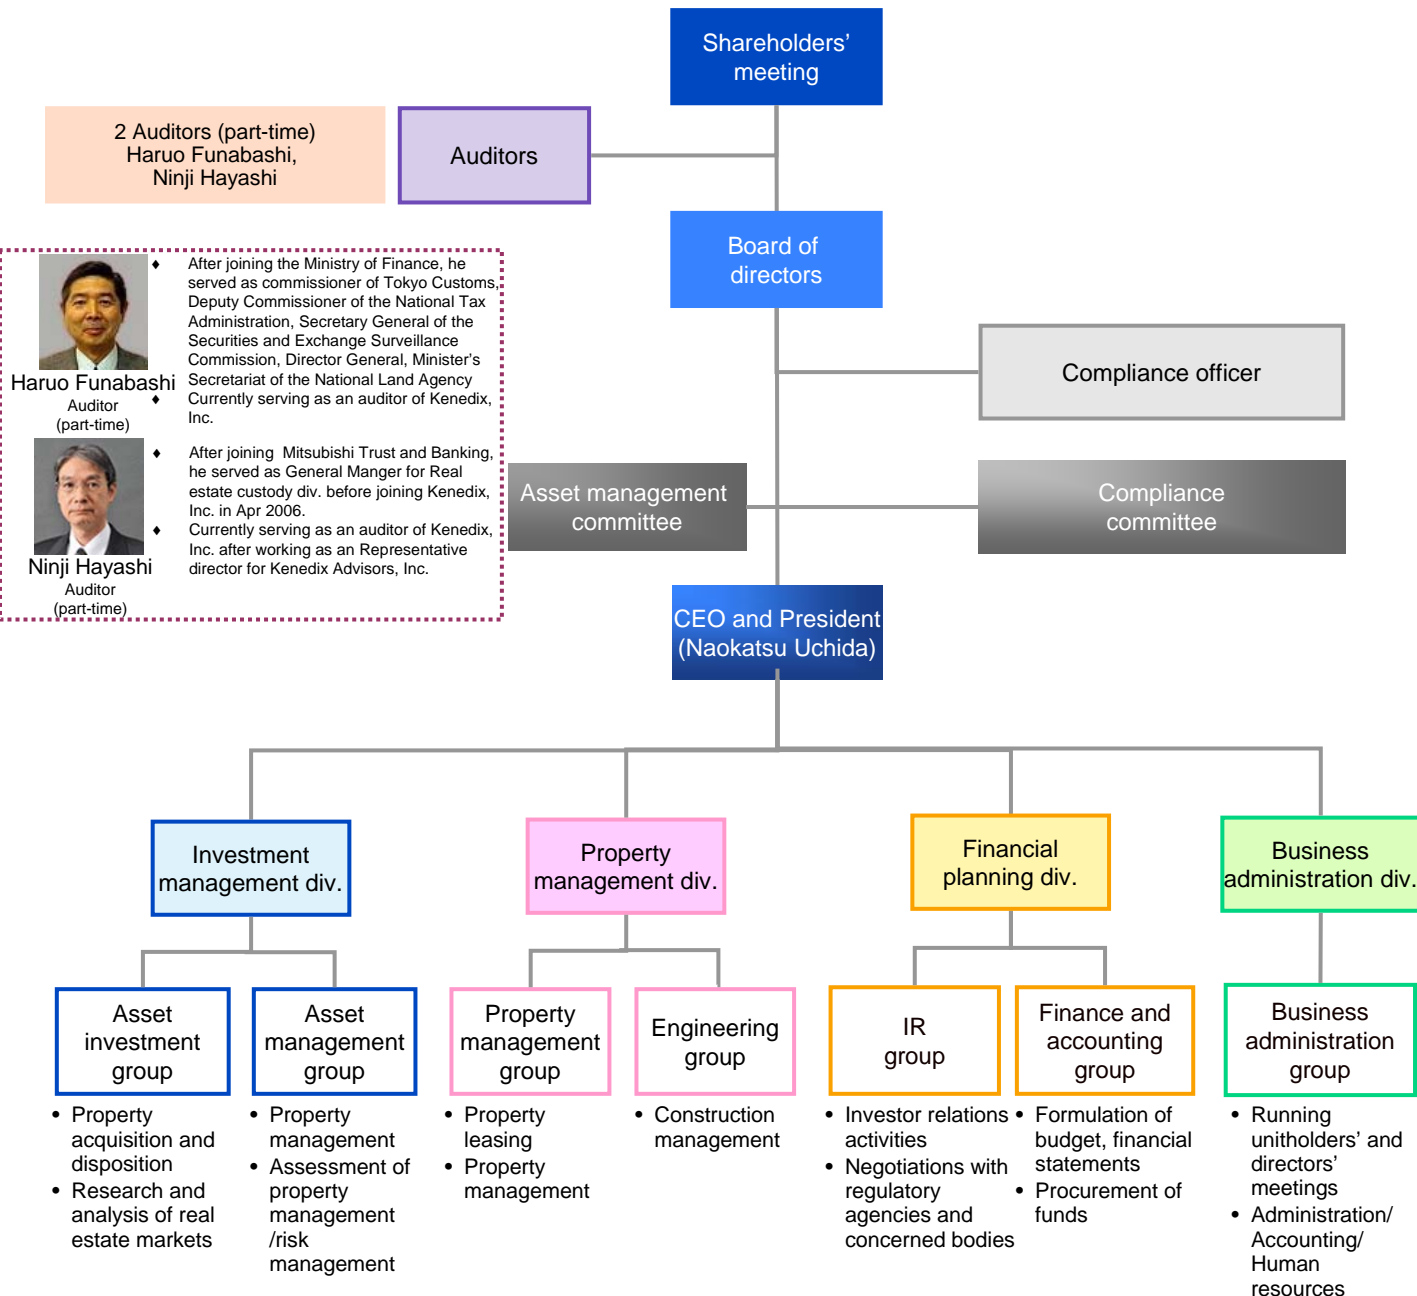 Shareholders’
meeting
2 Auditors (part-time)
Haruo Funabashi,
Ninji Hayashi
Auditors
Board of
directors
♦ After joining the Ministry of Finance, he
served as commissioner of Tokyo Customs,
Deputy Commissioner of the National Tax
Administration, Secretary General of the
Securities and Exchange Surveillance
Commission, Director General, Minister’s
Secretariat of the National Land Agency
♦ Currently serving as an auditor of Kenedix,
Inc.
Haruo Funabashi
Auditor
(part-time)
♦ After joining Mitsubishi Trust and Banking,
he served as General Manger for Real
estate custody div. before joining Kenedix,
Inc. in Apr 2006.
♦ Currently serving as an auditor of Kenedix,
Inc. after working as an Representative
director for Kenedix Advisors, Inc.
Ninji Hayashi
Auditor
(part-time)
Compliance officer
Asset management
committee
Compliance
committee
CEO and President
(Naokatsu Uchida)
Investment
management div.
Property
management div.
Financial
planning div.
Business
administration div.
Asset
investment
group
Asset
management
group
Property
management
group
Engineering
group
IR
group
Finance and
accounting
group
Business
administration
group
• Property
acquisition and
disposition
• Research and
analysis of real
estate markets
• Property
management
• Assessment of
property
management
/risk
management
• Property
leasing
• Property
management
• Construction
management
• Investor relations
activities
• Negotiations with
regulatory
agencies and
concerned bodies
• Formulation of
budget, financial
statements
• Procurement of
funds
• Running
unitholders’ and
directors’
meetings
• Administration/
Accounting/
Human
resources